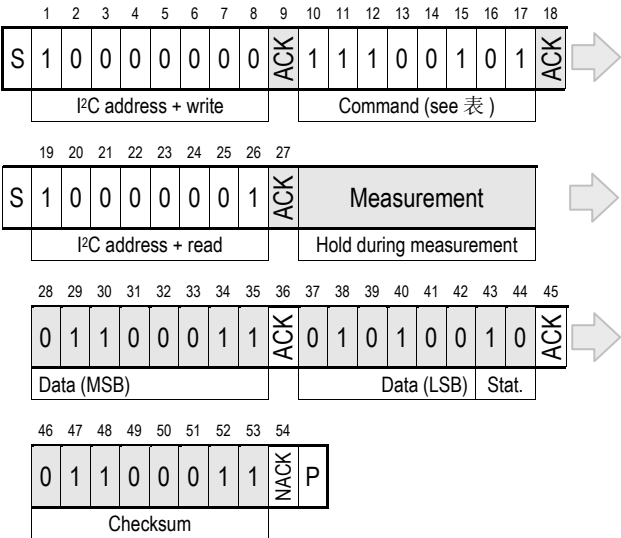 1 2 3 4 5 6 7 8 9 10 11 12 13 14 15 16 17 18
S 1 0 0 0 0 0 0 0 ACK 1 1 1 0 0 1 0 1 ACK
I²C address + write Command (see 表 )
19 20 21 22 23 24 25 26 27
S 1 0 0 0 0 0 0 1 ACK Measurement
I²C address + read Hold during measurement
28 29 30 31 32 33 34 35 36 37 38 39 40 41 42 43 44 45
0 1 1 0 0 0 1 1 ACK 0 1 0 1 0 0 1 0 ACK
Data (MSB) Data (LSB) Stat.
46 47 48 49 50 51 52 53 54
0 1 1 0 0 0 1 1 NACK P
Checksum